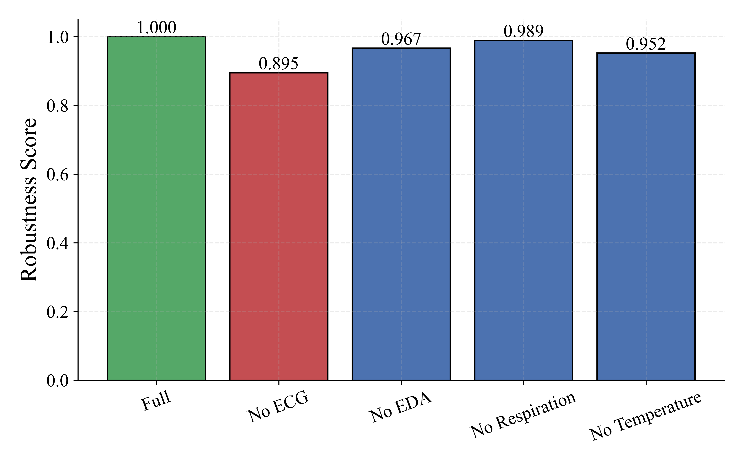 Robustness Score
1.0
0.8
0.6
0.4
0.2
0.0
1.000
0.895
0.967
0.989
0.952
Full
No ECG
No EDA
No Respiration
No Temperature